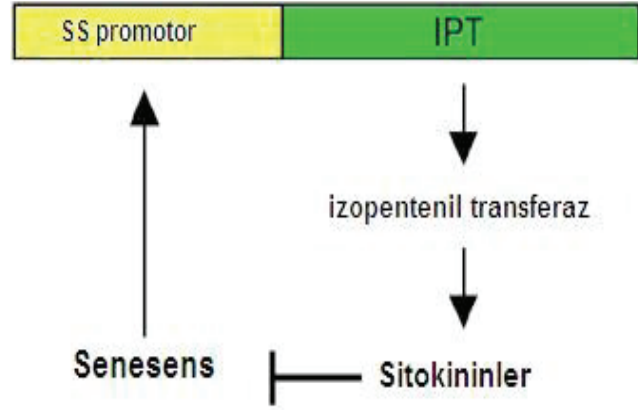 SS promotor
IPT
izopentenil transferaz
Senesens
Sitokininler